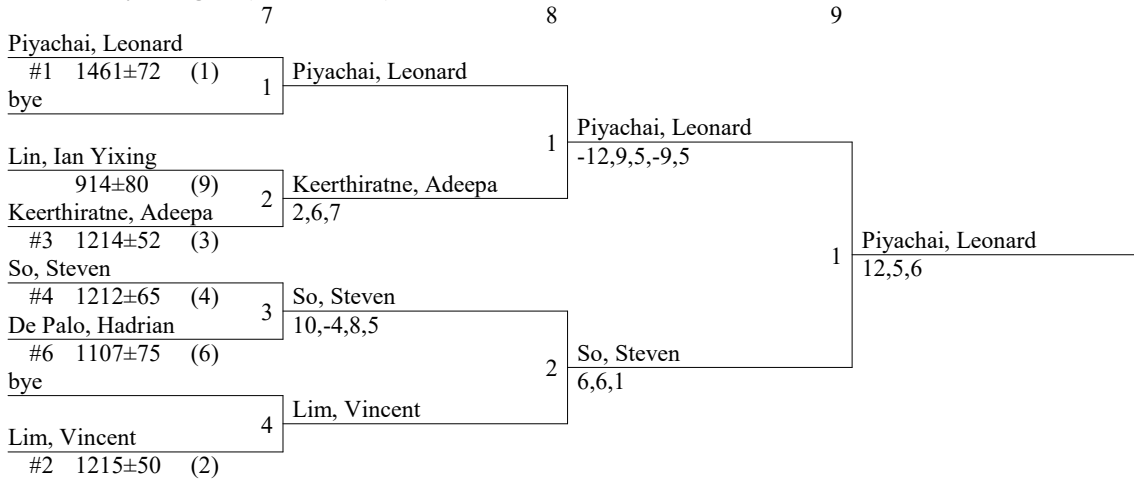 7 8 9
Piyachai, Leonard
#1 1461±72 (1)
1 Piyachai, Leonard
bye
1 Piyachai, Leonard
-12,9,5,-9,5
Lin, Ian Yixing
914±80 (9)
2 Keerthiratne, Adeepa
2,6,7
Keerthiratne, Adeepa
#3 1214±52 (3)
1 Piyachai, Leonard
12,5,6
So, Steven
#4 1212±65 (4)
3 So, Steven
10,-4,8,5
De Palo, Hadrian
#6 1107±75 (6)
2 So, Steven
6,6,1
bye
4 Lim, Vincent
Lim, Vincent
#2 1215±50 (2)